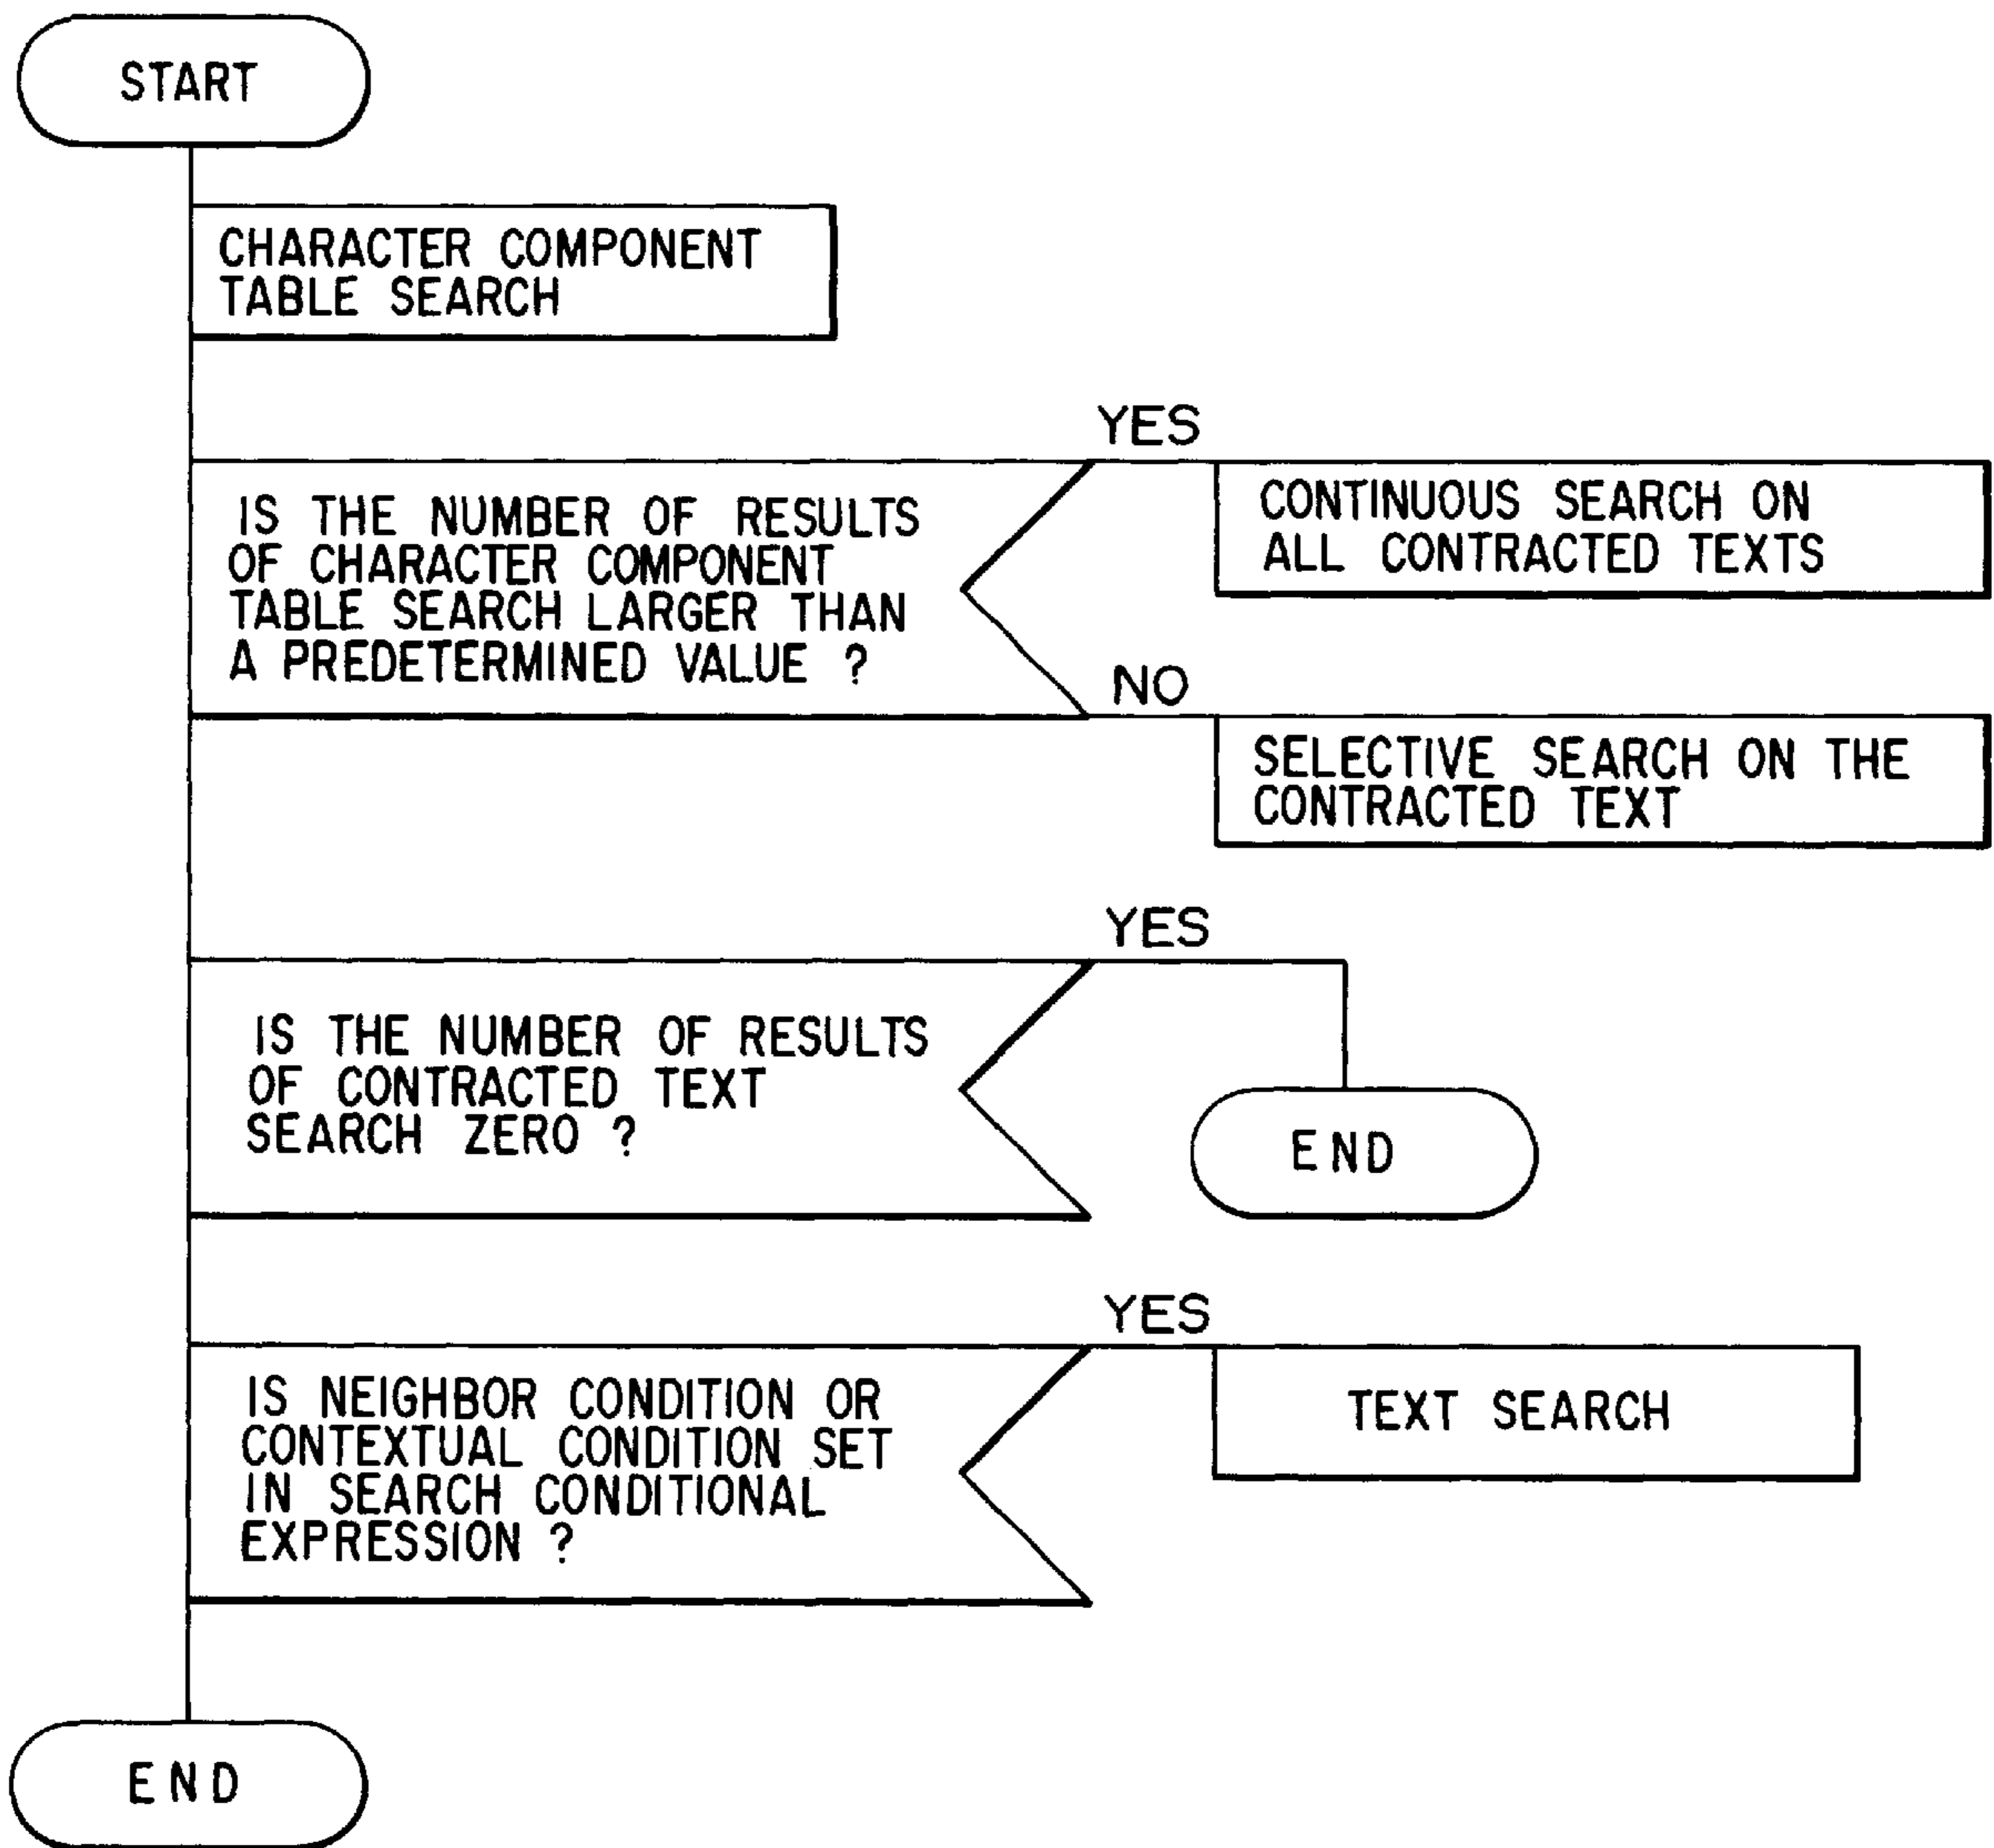 START
CHARACTER COMPONENT
TABLE SEARCH
YES
IS THE NUMBER OF RESULTS
OF CHARACTER COMPONENT
TABLE SEARCH LARGER THAN
A PREDETERMINED VALUE ?
CONTINUOUS SEARCH ON
ALL CONTRACTED TEXTS
NO
SELECTIVE SEARCH ON THE
CONTRACTED TEXT
YES
IS THE NUMBER OF RESULTS
OF CONTRACTED TEXT
SEARCH ZERO ?
END
YES
IS NEIGHBOR CONDITION OR
CONTEXTUAL CONDITION SET
IN SEARCH CONDITIONAL
EXPRESSION ?
TEXT SEARCH
END